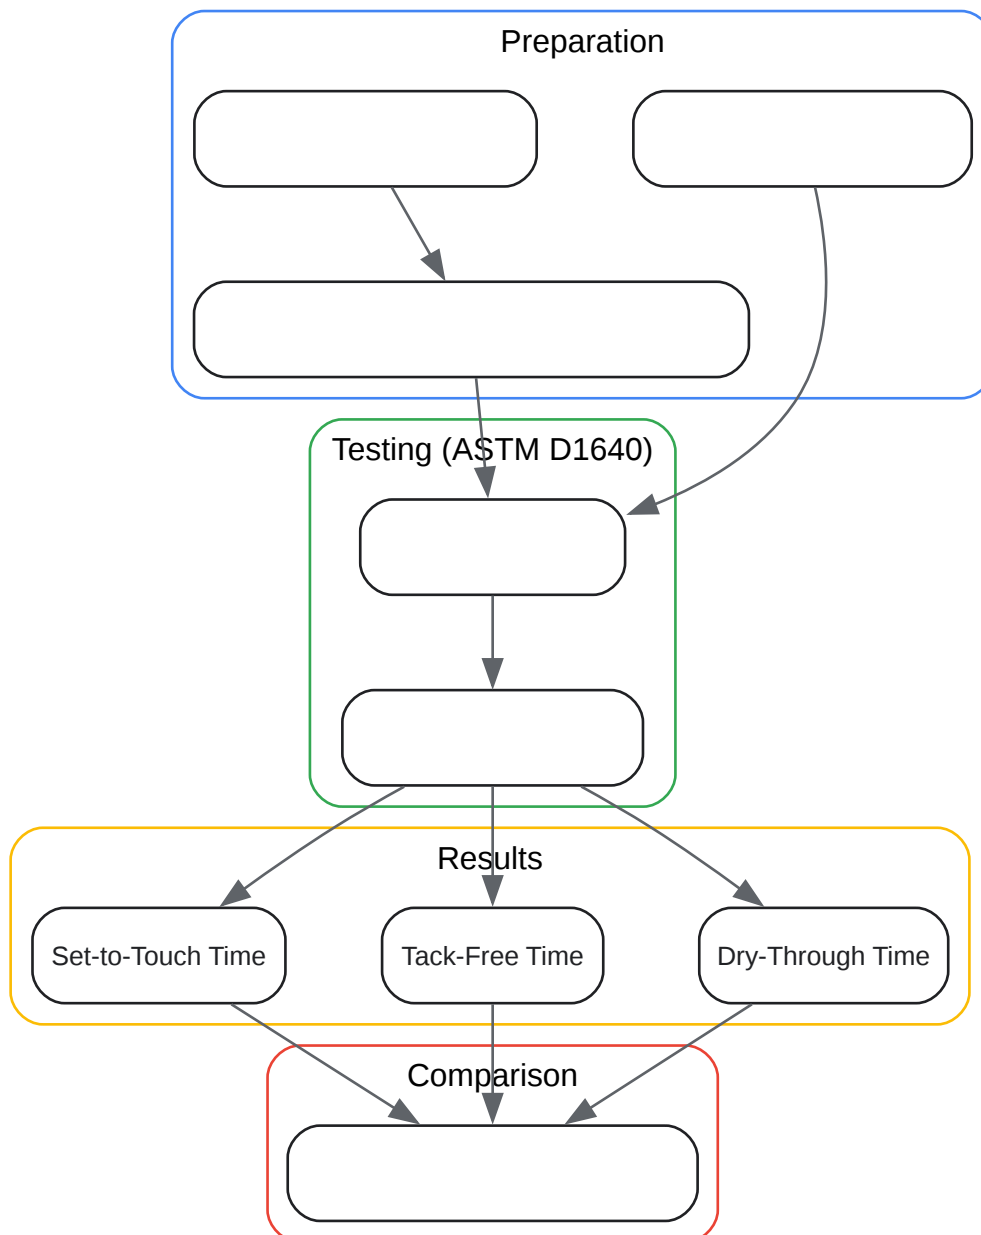 Preparation
Testing (ASTM D1640)
Results
Set-to-Touch Time
Tack-Free Time
Dry-Through Time
Comparison